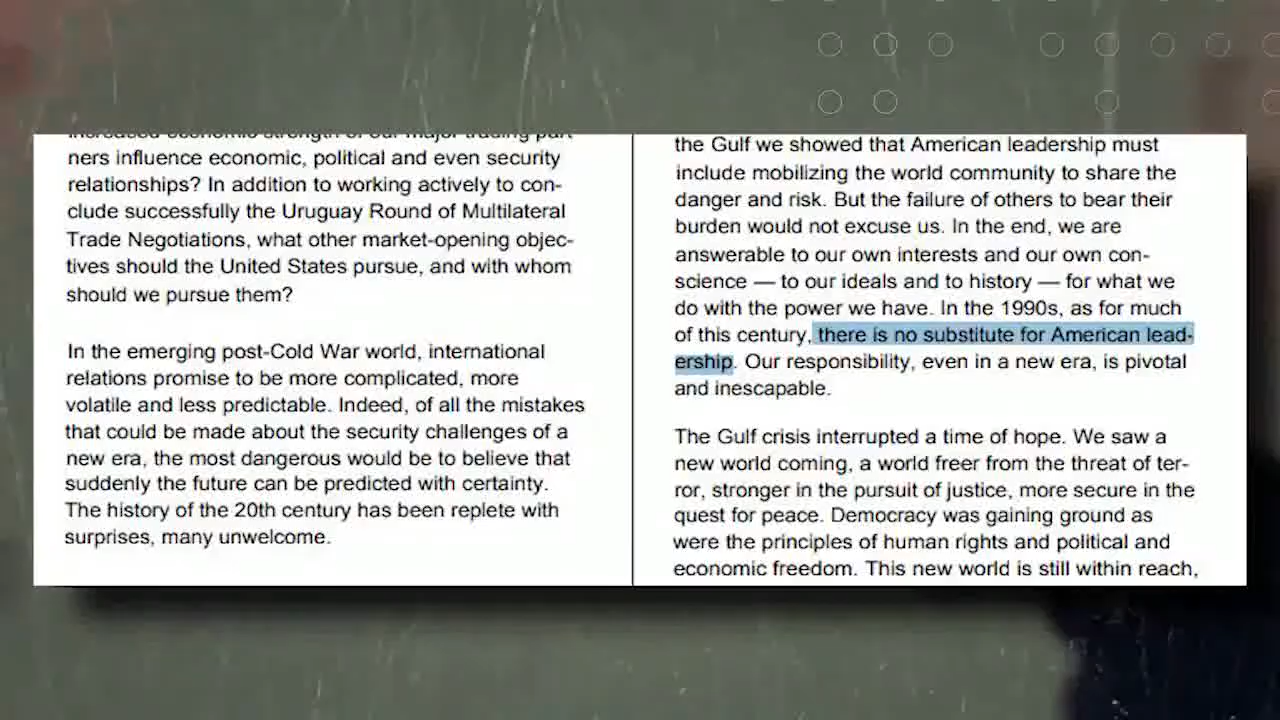 increased economic strength of our major trading part-
ners influence economic, political and even security
relationships? In addition to working actively to con-
clude successfully the Uruguay Round of Multilateral
Trade Negotiations, what other market-opening objec-
tives should the United States pursue, and with whom
should we pursue them?
In the emerging post-Cold War world, international
relations promise to be more complicated, more
volatile and less predictable. Indeed, of all the mistakes
that could be made about the security challenges of a
new era, the most dangerous would be to believe that
suddenly the future can be predicted with certainty.
The history of the 20th century has been replete with
surprises, many unwelcome.
the Gulf we showed that American leadership must
include mobilizing the world community to share the
danger and risk. But the failure of others to bear their
burden would not excuse us. In the end, we are
answerable to our own interests and our own con-
science — to our ideals and to history — for what we
do with the power we have. In the 1990s, as for much
of this century, there is no substitute for American lead-
ership. Our responsibility, even in a new era, is pivotal
and inescapable.
The Gulf crisis interrupted a time of hope. We saw a
new world coming, a world freer from the threat of ter-
ror, stronger in the pursuit of justice, more secure in the
quest for peace. Democracy was gaining ground as
were the principles of human rights and political and
economic freedom. This new world is still within reach,